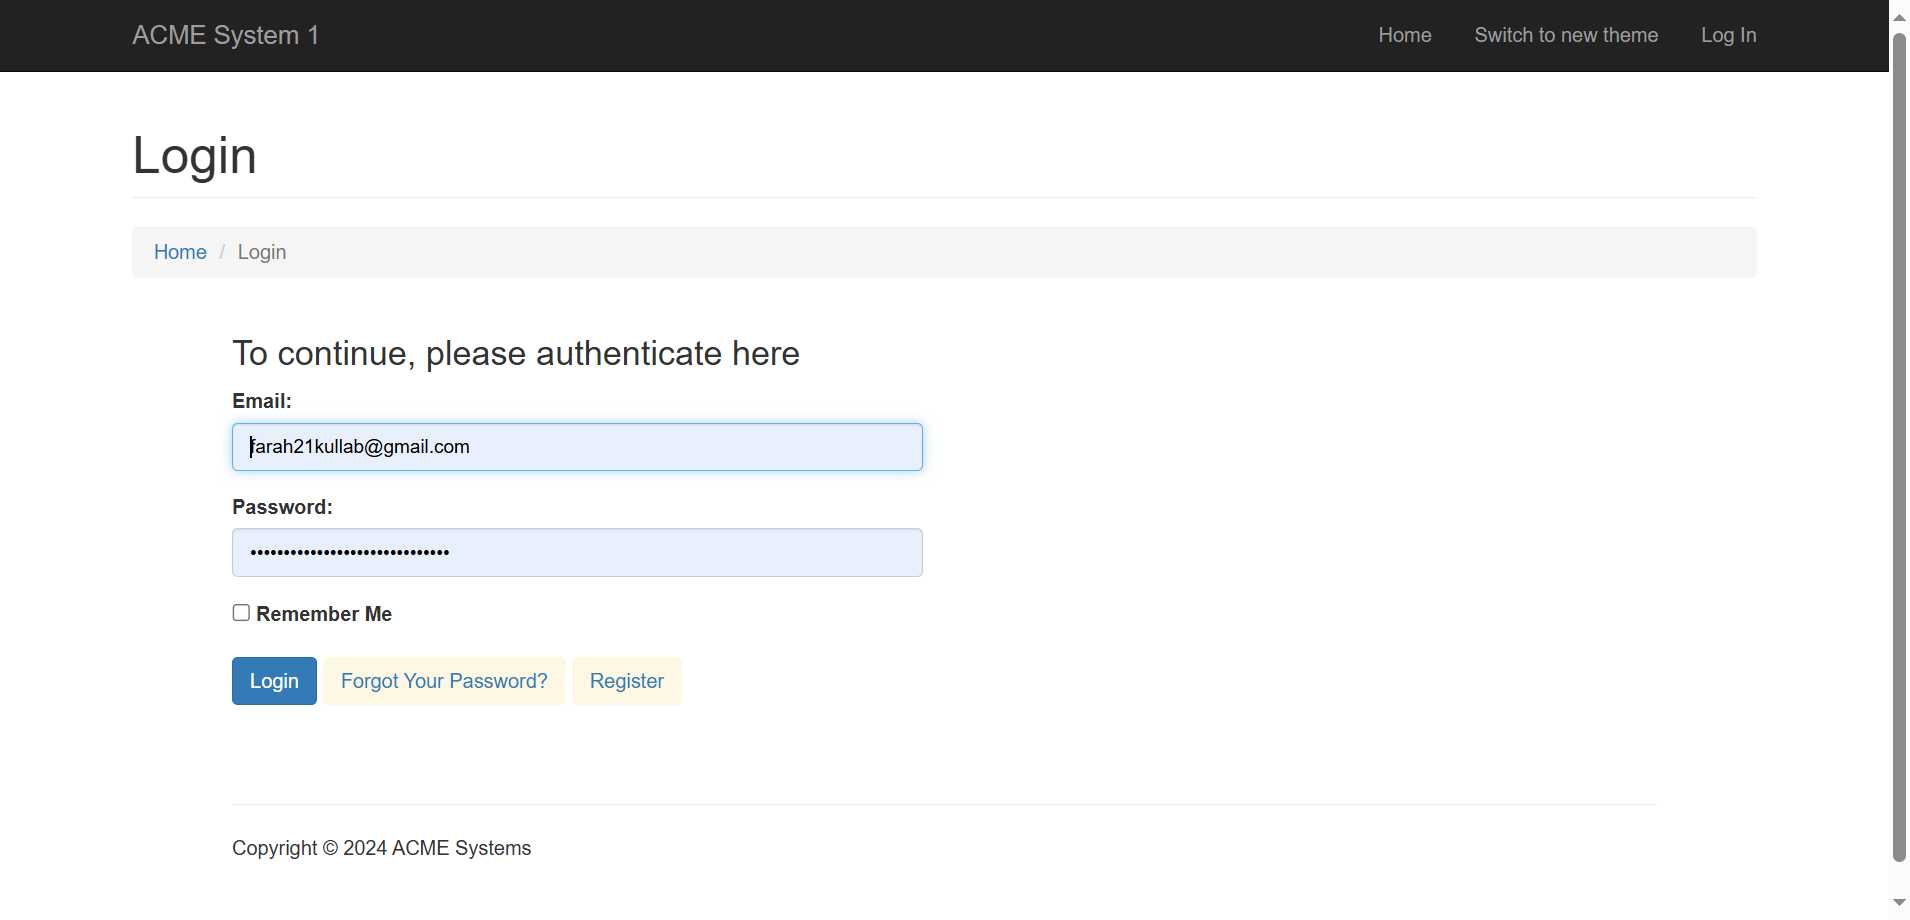 ACME System 1
Home
Switch to new theme
Log In
Login
Home / Login
To continue, please authenticate here
Email:
farah21kullab@gmail.com
Password:
••••••••••••••••••••••••••••••
Remember Me
Login
Forgot Your Password?
Register
Copyright © 2024 ACME Systems